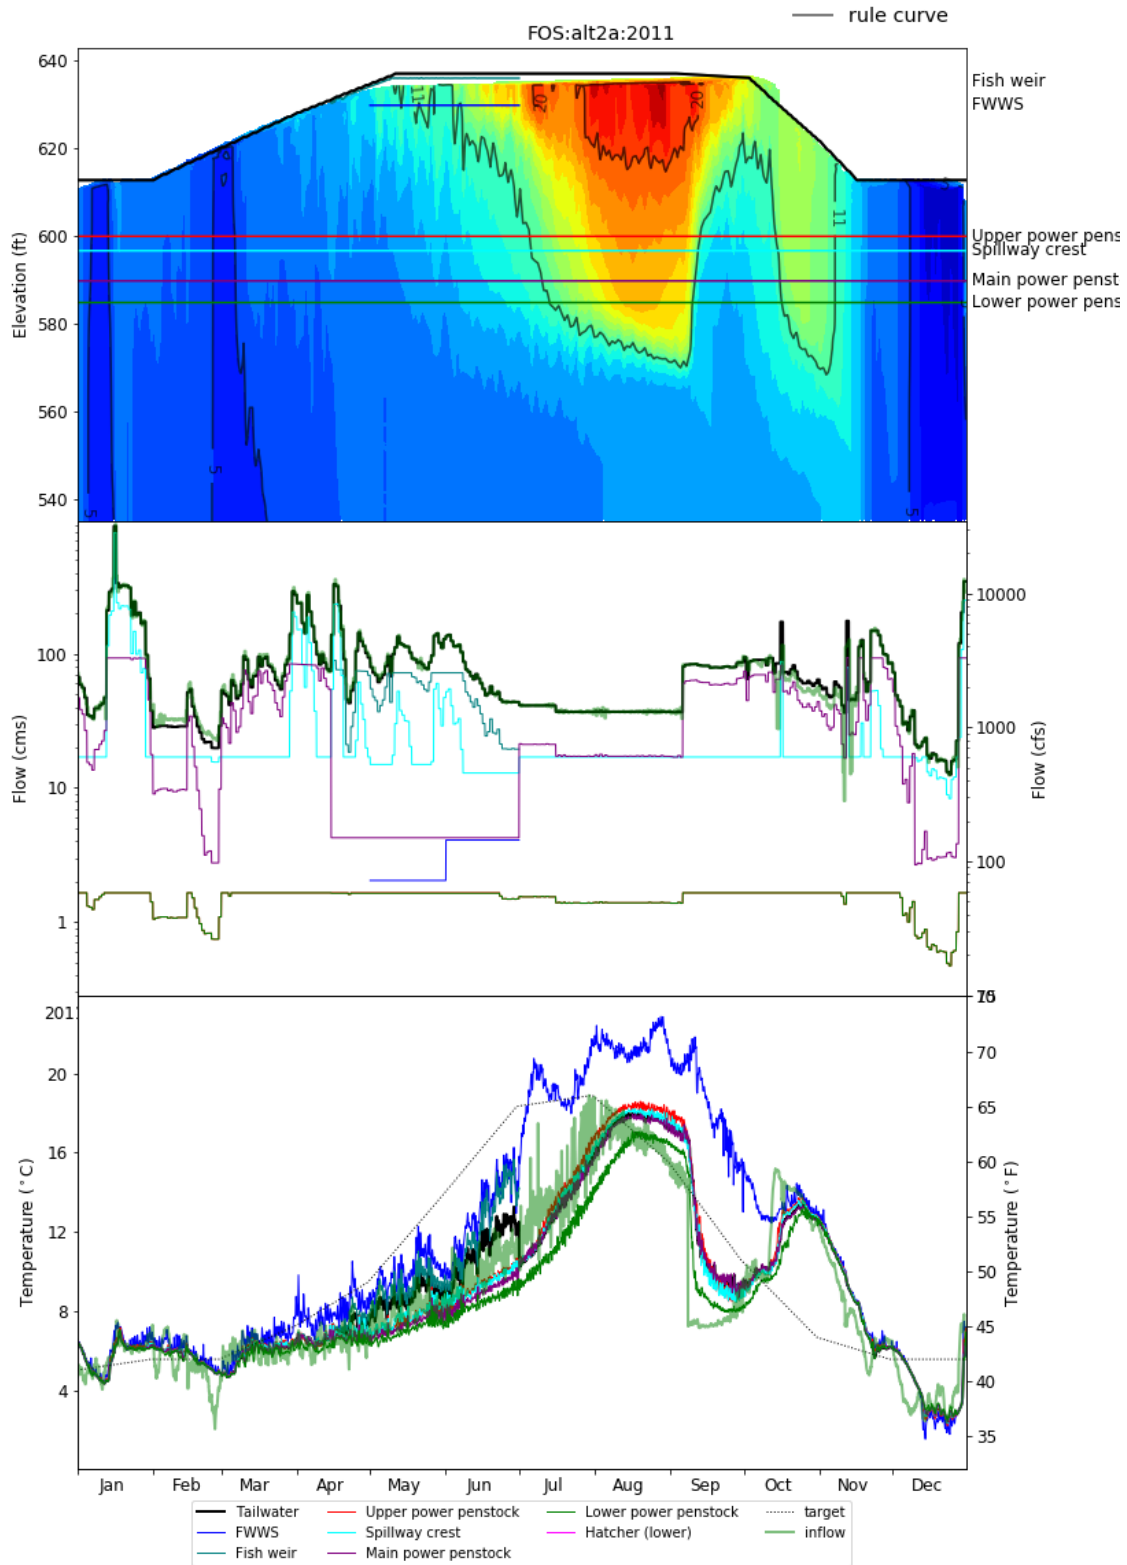 rule curve
FOS:alt2a:2011
640
620
600
580
560
540
Elevation (ft)
Fish weir
FWWS
Upper power pens
Spillway crest
Main power penst
Lower power pens
11
20
20
11
5
5
5
5
100
10
1
Flow (cms)
10000
1000
100
Flow (cfs)
201
20
16
12
8
4
Temperature (°C)
75
70
65
60
55
50
45
40
35
Temperature (°F)
Jan Feb Mar Apr May Jun Jul Aug Sep Oct Nov Dec
Tailwater Upper power penstock Lower power penstock target
FWWS Spillway crest Hatcher (lower) inflow
Fish weir Main power penstock